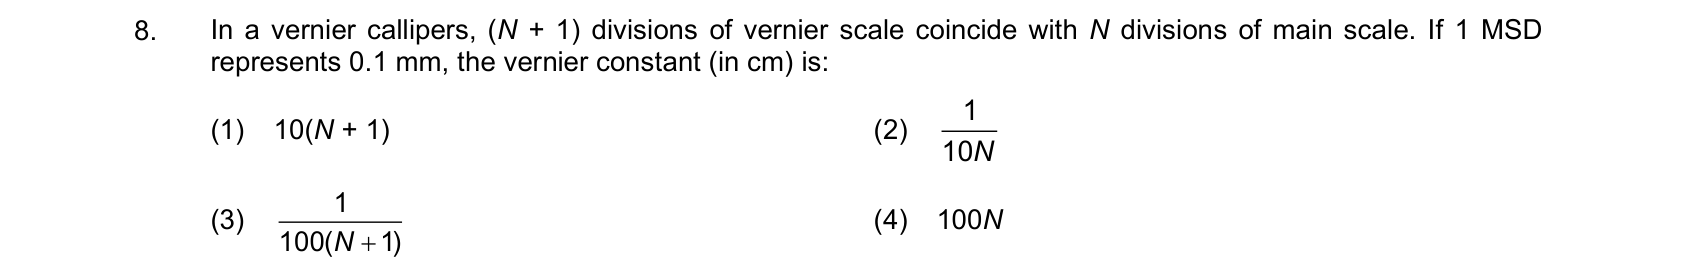 8. In a vernier callipers, (N + 1) divisions of vernier scale coincide with N divisions of main scale. If 1 MSD
represents 0.1 mm, the vernier constant (in cm) is:
(1) 10(N + 1) (2) 1/10N
(3) 1/100(N + 1) (4) 100N